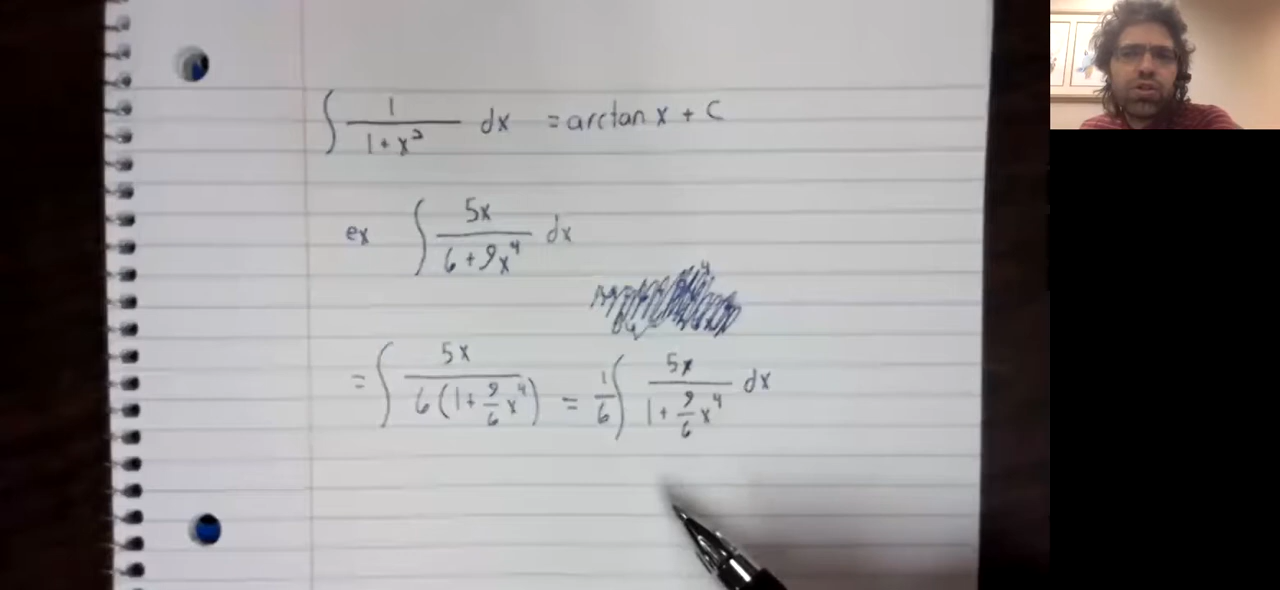 ∫ 1/(1+x²) dx = arctan x + C
ex ∫ 5x/(6+9x⁴) dx
= ∫ 5x/(6(1+9/6 x⁴)) = 1/6 ∫ 5x/(1+9/6 x⁴) dx